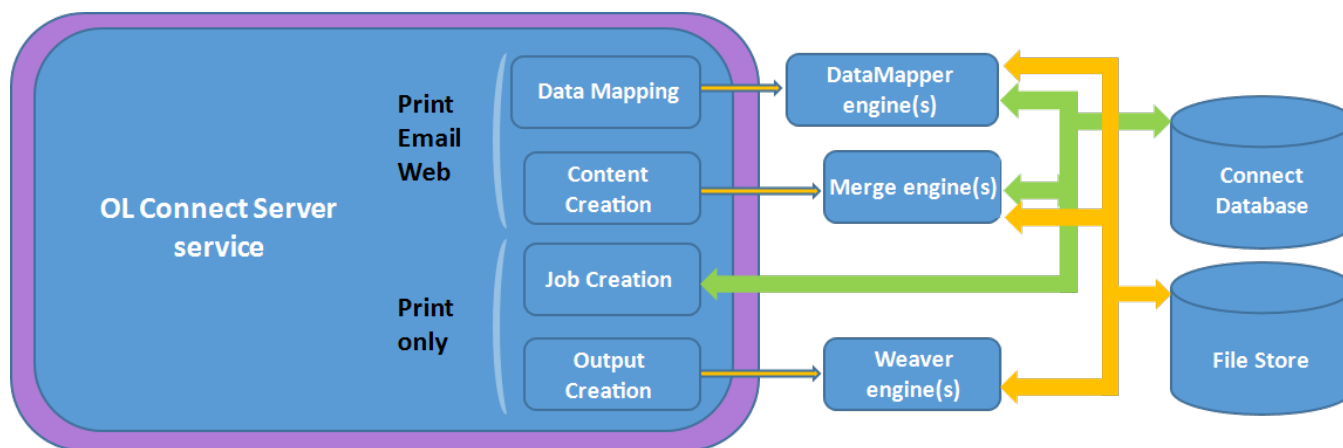 OL Connect Server
service
Print
Email
Web
Data Mapping
Content
Creation
Print
only
Job Creation
Output
Creation
DataMapper
engine(s)
Merge engine(s)
Weaver
engine(s)
Connect
Database
File Store